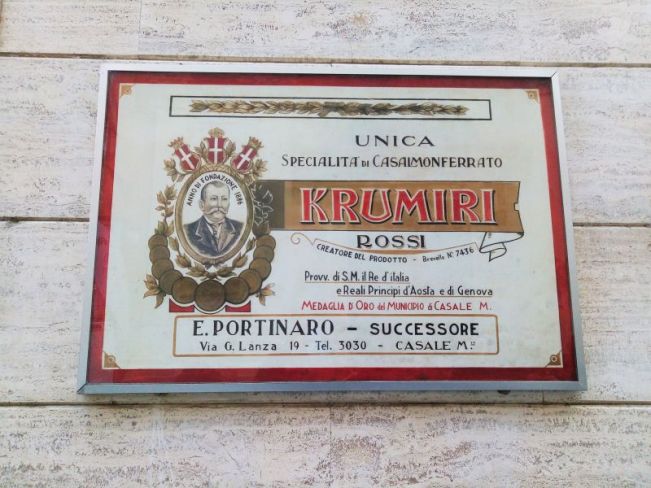 UNICA
SPECIALITÀ DI CASALMONFERRATO
ANNO DI FONDAZIONE 1898
KRUMIRI
ROSSI
CREATORE DEL PRODOTTO - Brevetto N° 7436
Provv. di S.M. il Re d'italia
e Reali Principi d'Aosta e di Genova
MEDAGLIA D'ORO del MUNICIPIO di CASALE M.
E. PORTINARO - SUCCESSORE
Via G. Lanza 19 - Tel. 3030 - CASALE M.to